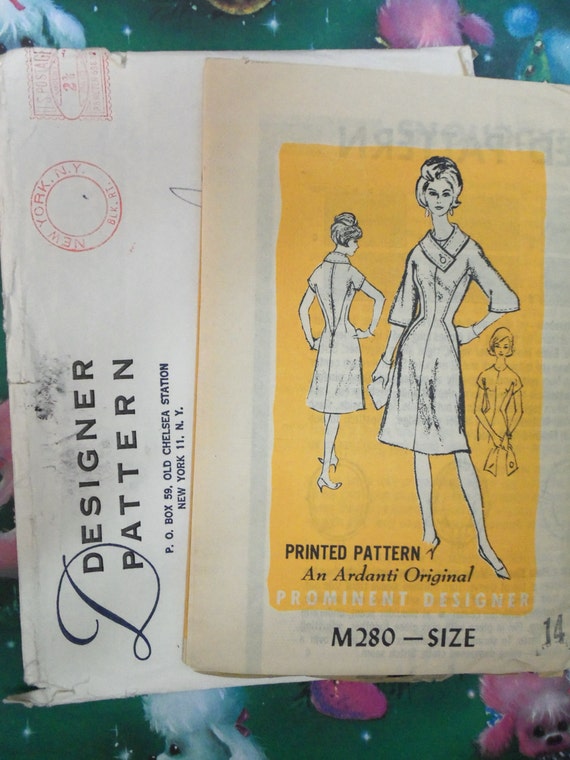 NEW YORK, N.Y.
DESIGNER
PATTERN
P. O. BOX 59, OLD CHELSEA STATION
NEW YORK 11, N. Y.
PRINTED PATTERN
An Ardanti Original
PROMINENT DESIGNER
M280 — SIZE 14